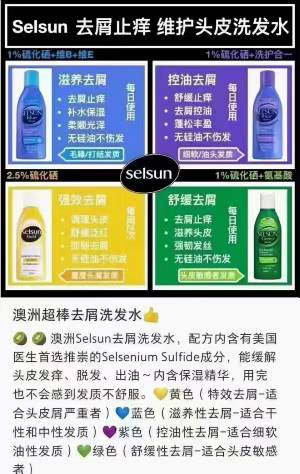 Selsun 去屑止痒 维护头皮洗发水
1%硫化硒+维B+维E
1%硫化硒+洗护合一
滋养去屑
• 去屑止痒
• 补水保湿
• 柔顺光泽
• 无硅油不伤发
每日使用
毛躁/打结发质
控油去屑
• 舒缓止痒
• 去屑控油
• 蓬松丰盈
• 无硅油不伤发
每日使用
细软/油头发质
selsun
2.5%硫化硒
1%硫化硒+氨基酸
强效去屑
• 调理头皮
• 舒缓泛红
• 抑制去屑
• 无硅油不伤发
每周2次
重度头屑发质
舒缓去屑
• 去屑止痒
• 滋养光泽
• 强韧发丝
• 无硅油不伤发
每日使用
头皮敏感者发质
澳洲超棒去屑洗发水👍
🥝🥝澳洲Selsun去屑洗发水，配方内含有美国
医生首选推崇的Selsenium Sulfide成分，能缓解
头皮发痒、脱发、出油～内含保湿精华，用完
也不会感到发质不舒服。💛黄色（特效去屑-适
合头皮屑严重者）💙蓝色（滋养性去屑-适合干
性和中性发质）💜紫色（控油性去屑-适合细软
油性发质）💚绿色（舒缓性去屑-适合头皮敏感
者）